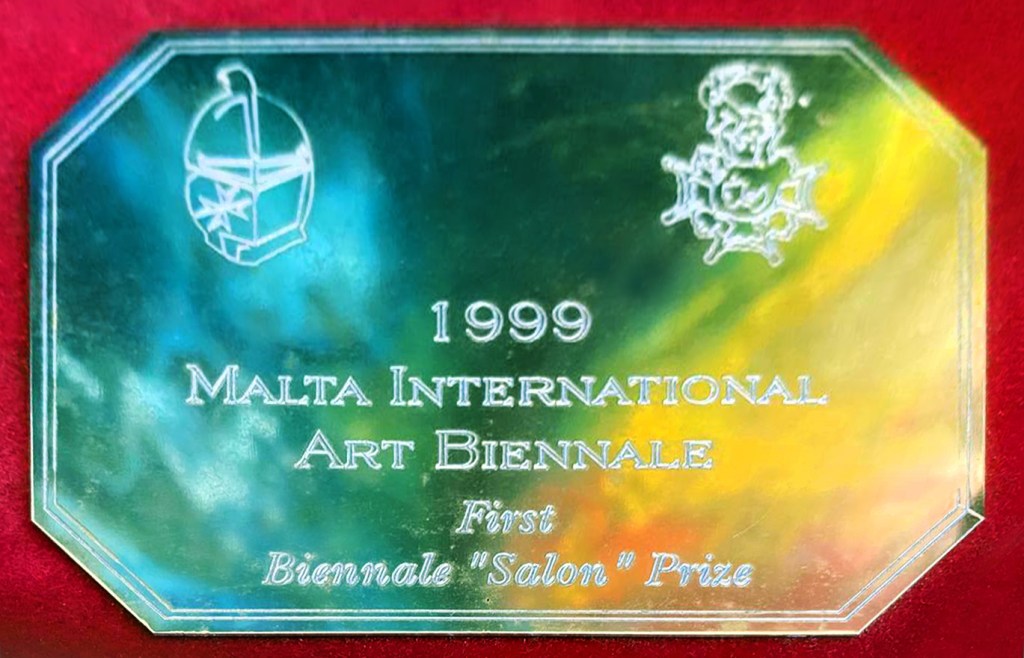 1999
MALTA INTERNATIONAL
ART BIENNALE
First
Biennale "Salon" Prize